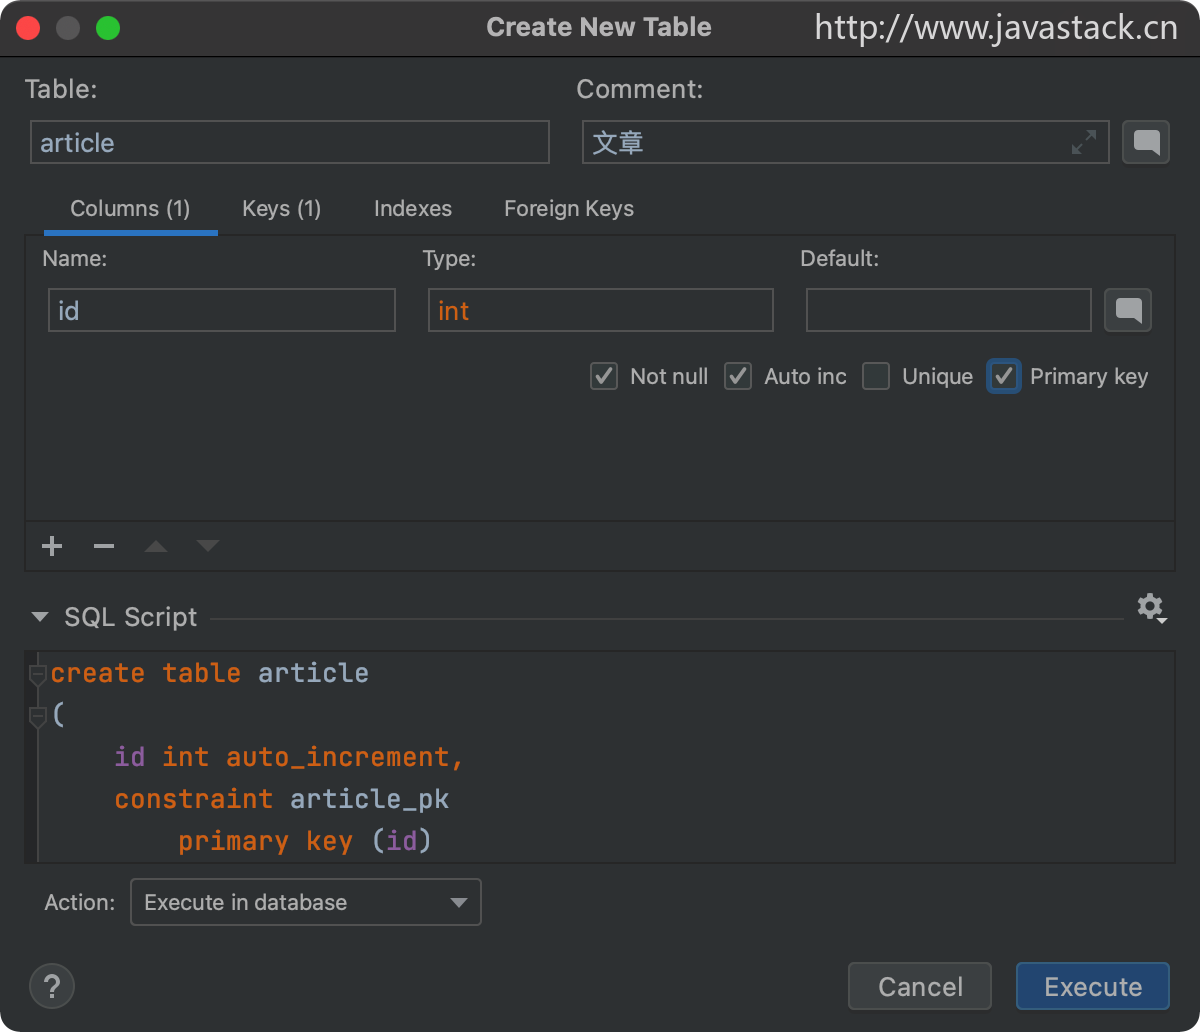 Create New Table
http://www.javastack.cn
Table:
Comment:
article
文章
Columns (1) Keys (1) Indexes Foreign Keys
Name: Type: Default:
id int
Not null Auto inc Unique Primary key
SQL Script
create table article
(
id int auto_increment,
constraint article_pk
primary key (id)
Action: Execute in database
?
Cancel Execute